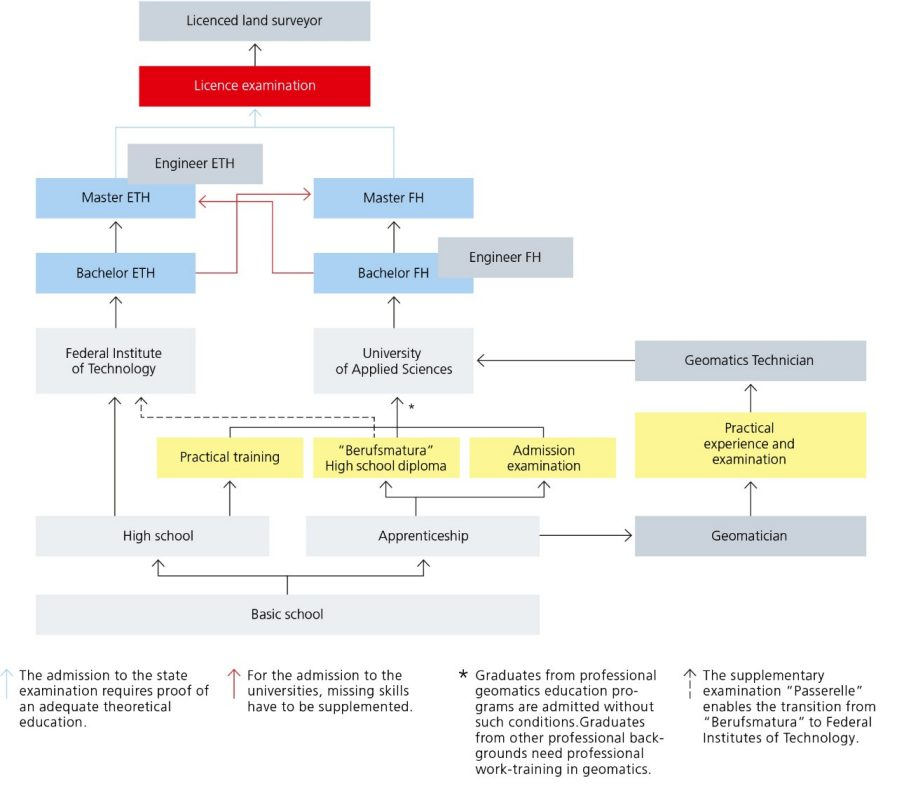 Licenced land surveyor
Licence examination
Engineer ETH
Master ETH
Master FH
Engineer FH
Bachelor ETH
Bachelor FH
Federal Institute
of Technology
University
of Applied Sciences
Geomatics Technician
*
Practical training
"Berufsmatura"
High school diploma
Admission
examination
Practical
experience and
examination
High school
Apprenticeship
Geomatician
Basic school
The admission to the state
examination requires proof of
an adequate theoretical
education.
For the admission to the
universities, missing skills
have to be supplemented.
* Graduates from professional
geomatics education pro-
grams are admitted without
such conditions.Graduates
from other professional back-
grounds need professional
work-training in geomatics.
The supplementary
examination "Passerelle"
enables the transition from
"Berufsmatura" to Federal
Institutes of Technology.